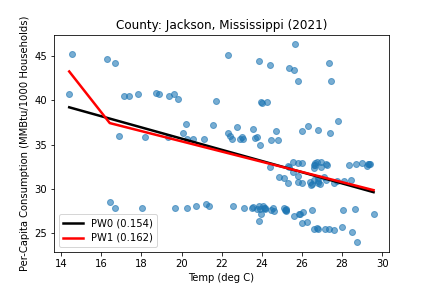 County: Jackson, Mississippi (2021)
Per-Capita Consumption (MMBtu/1000 Households)
45
40
35
30
25
PW0 (0.154)
PW1 (0.162)
14 16 18 20 22 24 26 28 30
Temp (deg C)